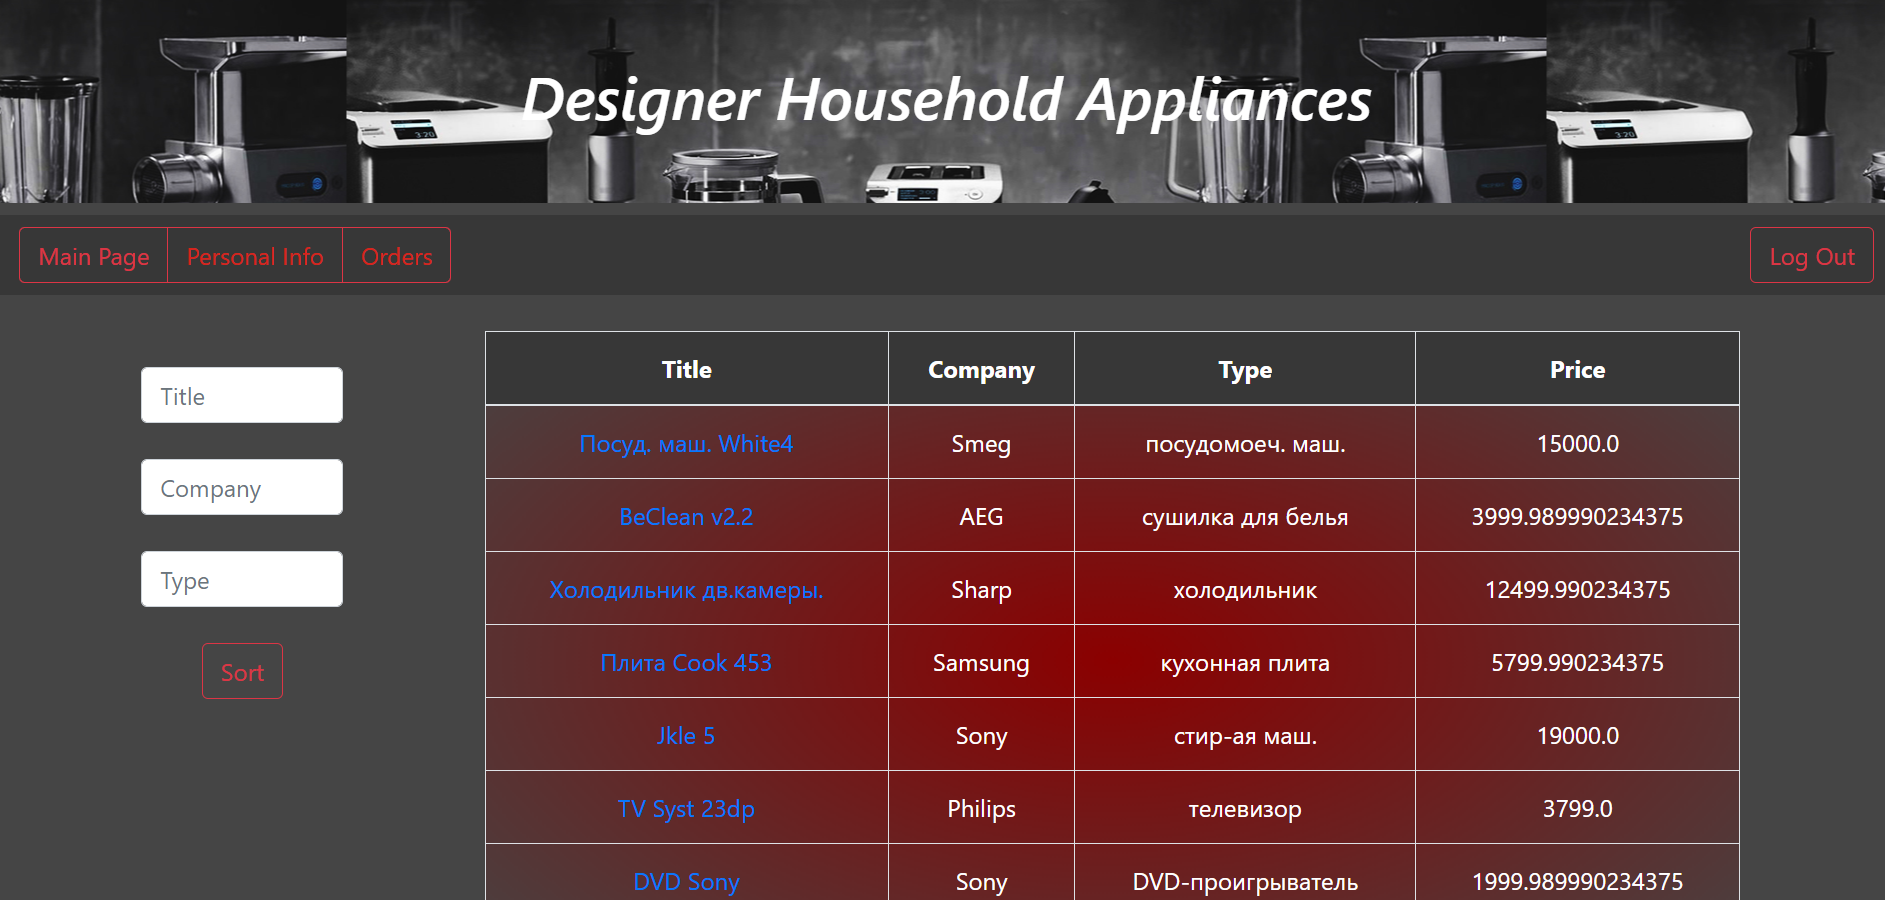 Designer Household Appliances
Main Page Personal Info Orders Log Out
Title
Company
Type
Sort
Title Company Type Price
Посуд. маш. White4 Smeg посудомоеч. маш. 15000.0
BeClean v2.2 AEG сушилка для белья 3999.989990234375
Холодильник дв.камеры. Sharp холодильник 12499.990234375
Плита Cook 453 Samsung кухонная плита 5799.990234375
Jkle 5 Sony стир-ая маш. 19000.0
TV Syst 23dp Philips телевизор 3799.0
DVD Sony Sony DVD-проигрыватель 1999.989990234375